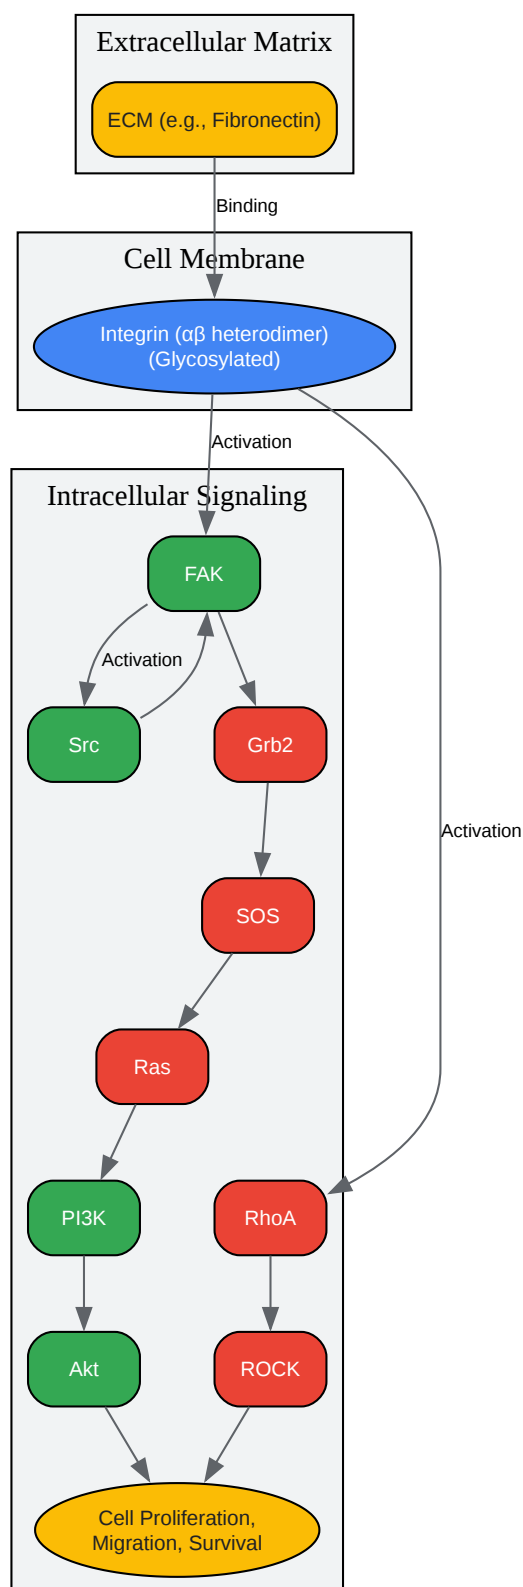 Extracellular Matrix
ECM (e.g., Fibronectin)
Binding
Cell Membrane
Integrin (αβ heterodimer)
(Glycosylated)
Activation
Intracellular Signaling
FAK
Activation
Src
Grb2
Activation
SOS
Ras
PI3K
RhoA
Akt
ROCK
Cell Proliferation,
Migration, Survival